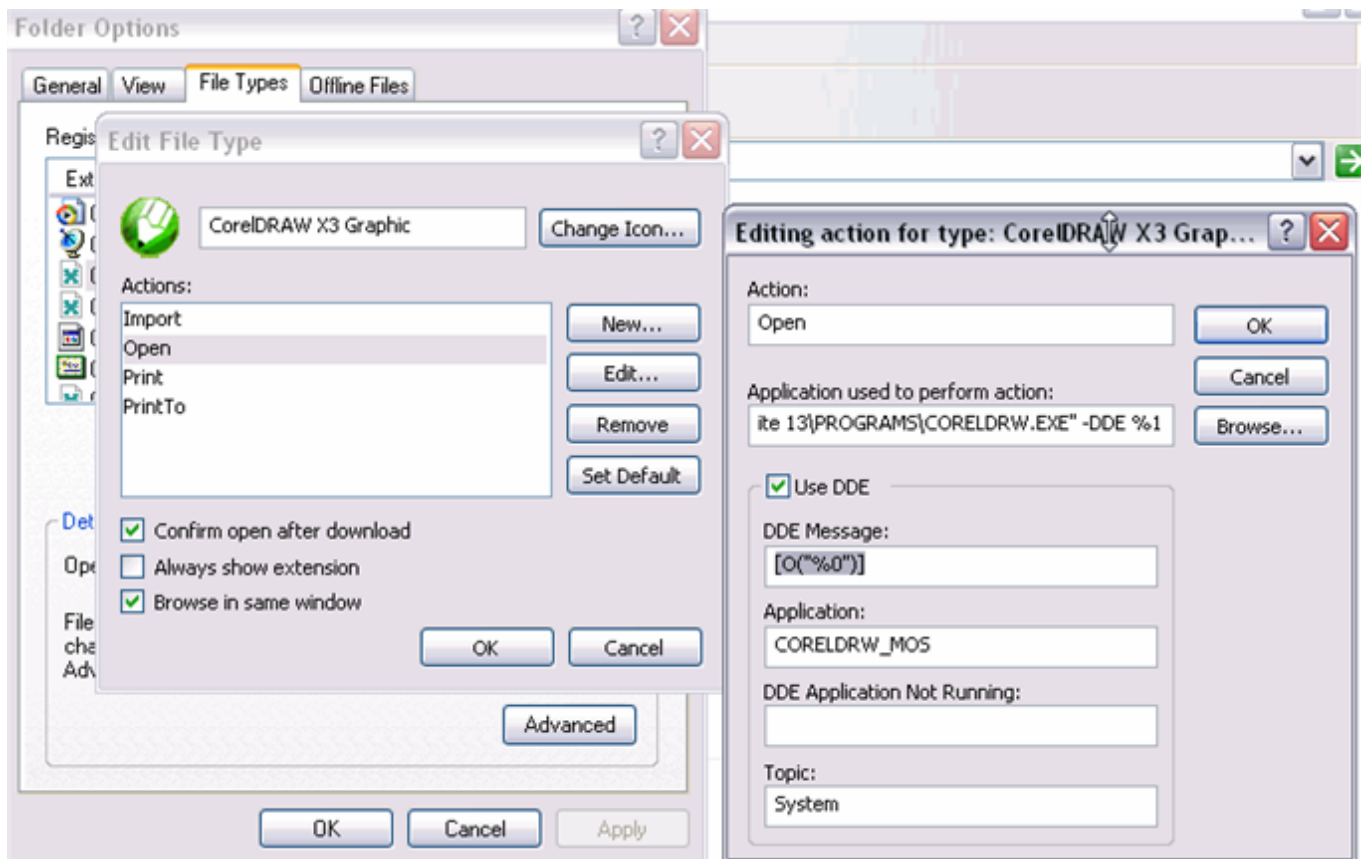 Folder Options
General
View
File Types
Offline Files
Regis
Ext
Det
Ope
File
cha
Adv
Advanced
OK
Cancel
Apply
Edit File Type
CorelDRAW X3 Graphic
Change Icon...
Actions:
Import
Open
Print
PrintTo
New...
Edit...
Remove
Set Default
Confirm open after download
Always show extension
Browse in same window
OK
Cancel
Editing action for type: CorelDRAW X3 Grap...
Action:
Open
OK
Cancel
Application used to perform action:
ite 13\PROGRAMS\CORELDRW.EXE" -DDE %1
Browse...
Use DDE
DDE Message:
[O("%0")]
Application:
CORELDRW_MOS
DDE Application Not Running:
Topic:
System